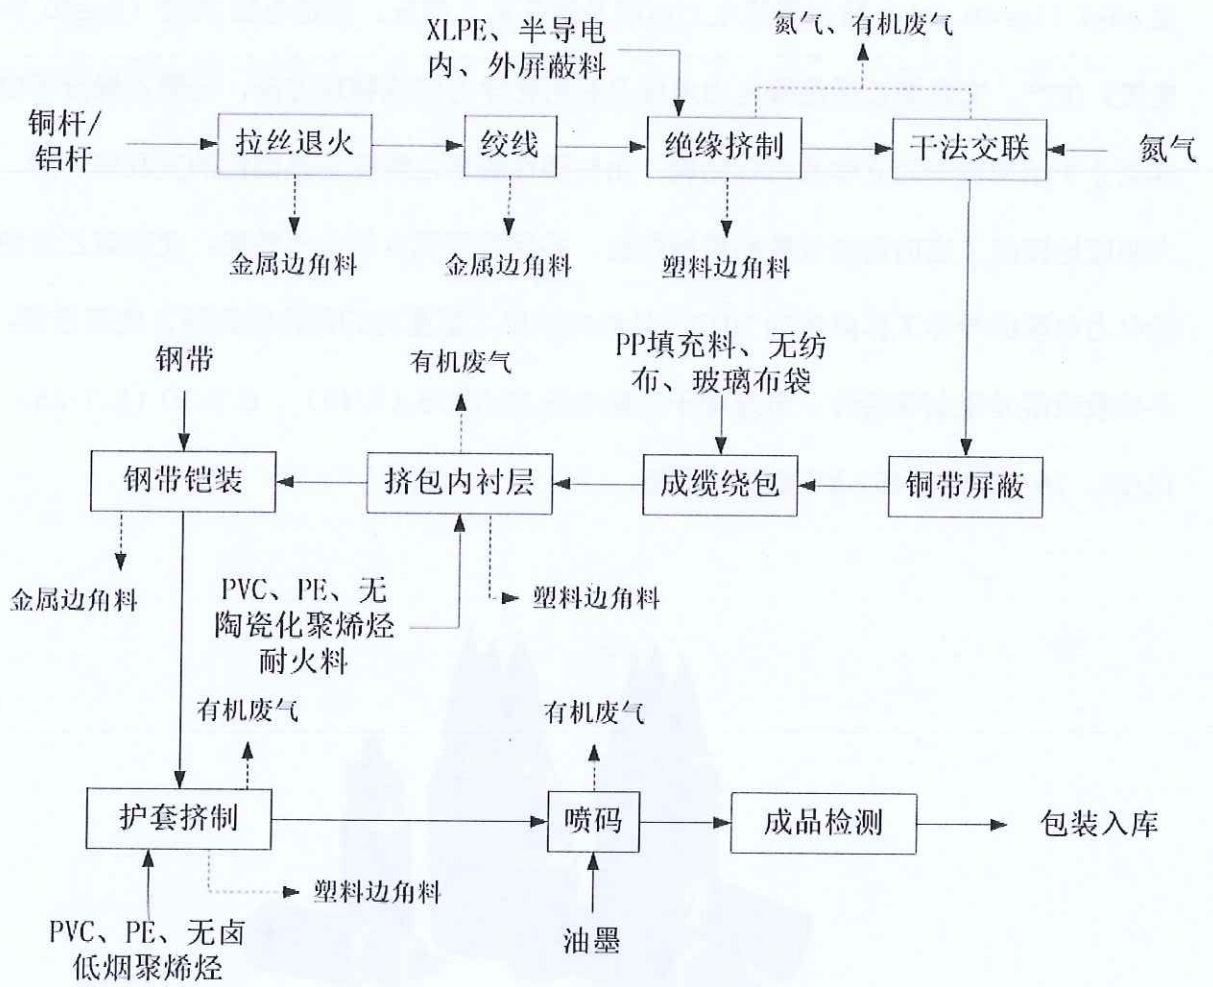 XLPE、半导电
内、外屏蔽料
氮气、有机废气
铜杆/
铝杆
拉丝退火
绞线
绝缘挤制
干法交联
氮气
金属边角料
金属边角料
塑料边角料
钢带
有机废气
PP填充料、无纺
布、玻璃布袋
钢带铠装
挤包内衬层
成缆绕包
铜带屏蔽
金属边角料
PVC、PE、无
陶瓷化聚烯烃
耐火料
塑料边角料
有机废气
有机废气
护套挤制
喷码
成品检测
包装入库
塑料边角料
PVC、PE、无卤
低烟聚烯烃
油墨